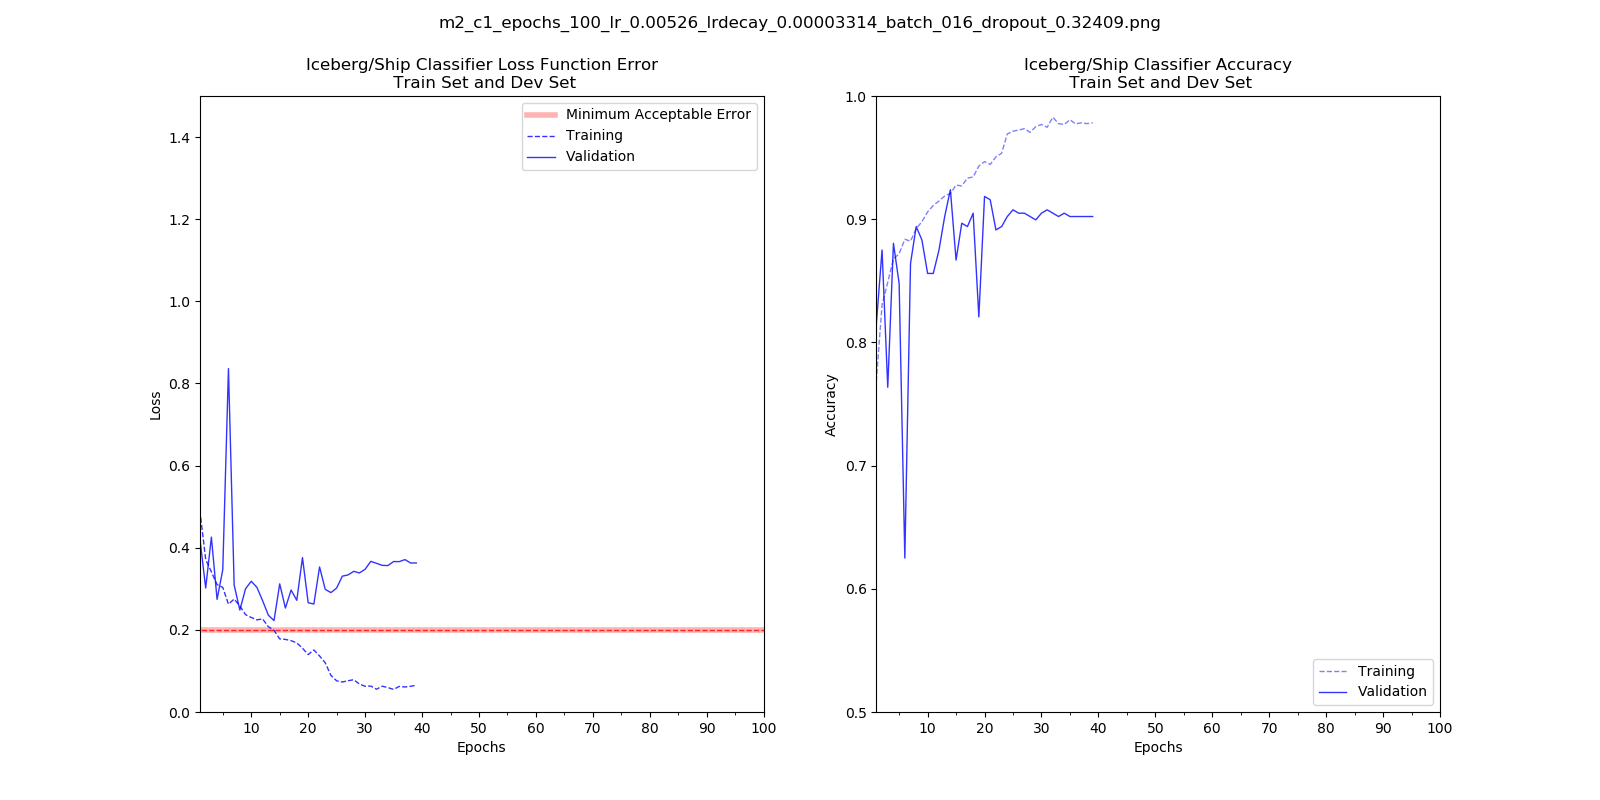 m2_c1_epochs_100_lr_0.00526_lrdecay_0.00003314_batch_016_dropout_0.32409.png
Iceberg/Ship Classifier Loss Function Error
Train Set and Dev Set
Minimum Acceptable Error
Training
Validation
1.4
1.2
1.0
0.8
0.6
0.4
0.2
0.0
Loss
10 20 30 40 50 60 70 80 90 100
Epochs
Iceberg/Ship Classifier Accuracy
Train Set and Dev Set
1.0
0.9
0.8
0.7
0.6
0.5
Accuracy
Training
Validation
10 20 30 40 50 60 70 80 90 100
Epochs